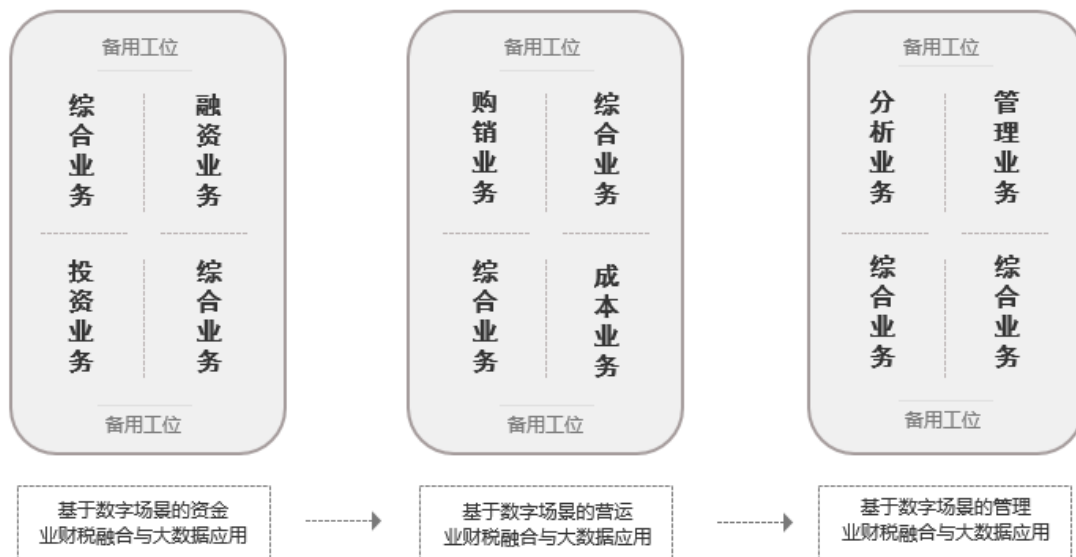 备用工位
综合业务
融资业务
投资业务
综合业务
备用工位
基于数字场景的资金
业财税融合与大数据应用
备用工位
购销业务
综合业务
综合业务
成本业务
备用工位
基于数字场景的营运
业财税融合与大数据应用
备用工位
分析业务
管理业务
综合业务
综合业务
备用工位
基于数字场景的管理
业财税融合与大数据应用